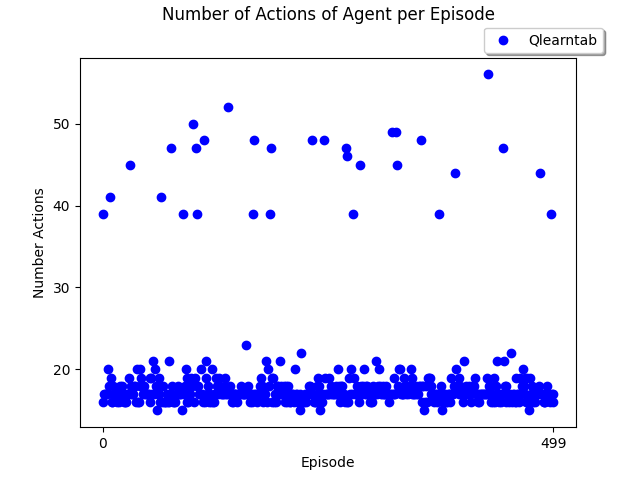 Number of Actions of Agent per Episode
Qlearntab
50
40
30
20
Number Actions
0
499
Episode